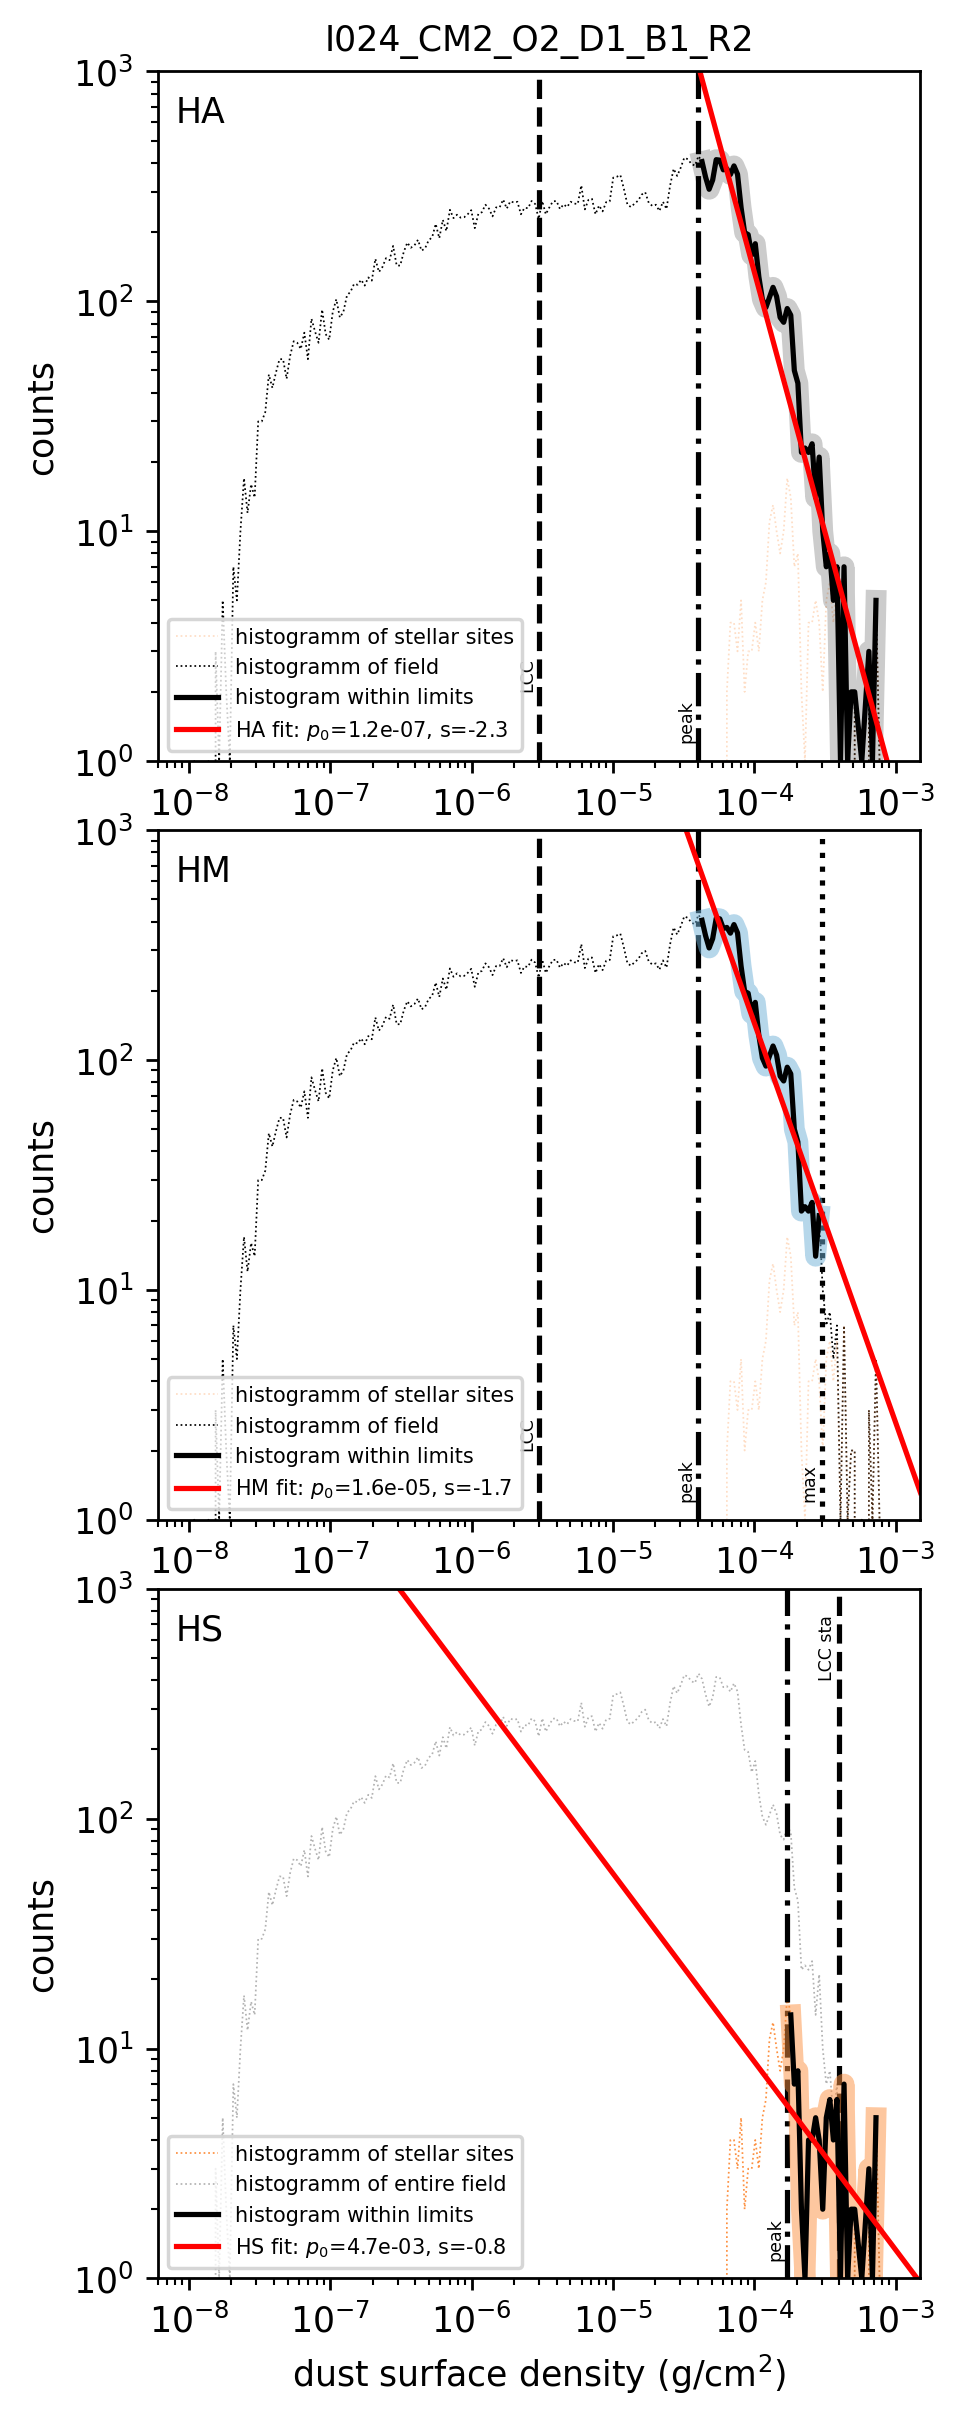 I024_CM2_O2_D1_B1_R2
10³
HA
10²
counts
10¹
histogramm of stellar sites
histogramm of field
LCC
histogram within limits
peak
HA fit: p₀=1.2e-07, s=-2.3
10⁰
10⁻⁸ 10⁻⁷ 10⁻⁶ 10⁻⁵ 10⁻⁴ 10⁻³
10³
HM
10²
counts
10¹
histogramm of stellar sites
histogramm of field
LCC
histogram within limits
peak
max
HM fit: p₀=1.6e-05, s=-1.7
10⁰
10⁻⁸ 10⁻⁷ 10⁻⁶ 10⁻⁵ 10⁻⁴ 10⁻³
10³
HS
LCC sta
10²
counts
10¹
histogramm of stellar sites
histogramm of entire field
histogram within limits
peak
HS fit: p₀=4.7e-03, s=-0.8
10⁰
10⁻⁸ 10⁻⁷ 10⁻⁶ 10⁻⁵ 10⁻⁴ 10⁻³
dust surface density (g/cm²)